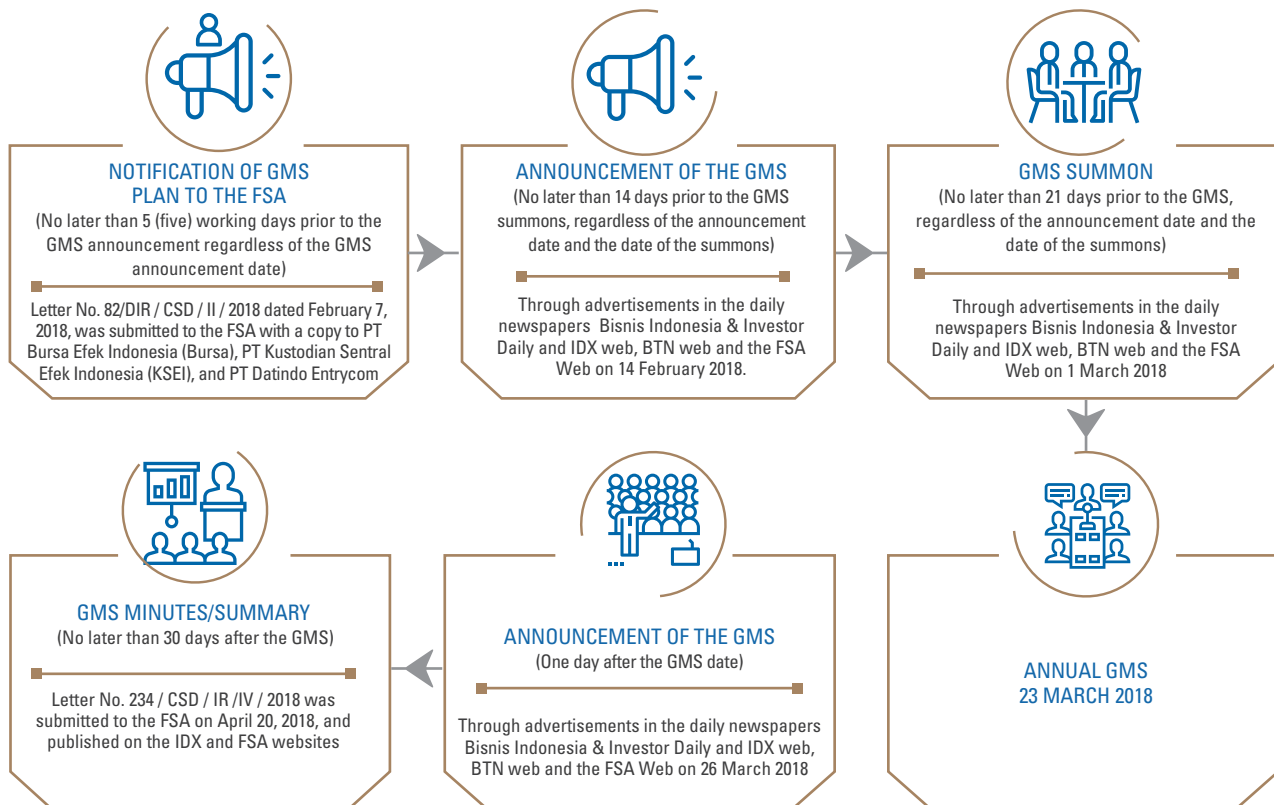 NOTIFICATION OF GMS
PLAN TO THE FSA
(No later than 5 (five) working days prior to the
GMS announcement regardless of the GMS
announcement date)
Letter No. 82/DIR / CSD / II / 2018 dated February 7,
2018, was submitted to the FSA with a copy to PT
Bursa Efek Indonesia (Bursa), PT Kustodian Sentral
Efek Indonesia (KSEI), and PT Datindo Entrycom
ANNOUNCEMENT OF THE GMS
(No later than 14 days prior to the GMS
summons, regardless of the announcement
date and the date of the summons)
Through advertisements in the daily
newspapers Bisnis Indonesia & Investor
Daily and IDX web, BTN web and the FSA
Web on 14 February 2018.
GMS SUMMON
(No later than 21 days prior to the GMS,
regardless of the announcement date and the
date of the summons)
Through advertisements in the daily
newspapers Bisnis Indonesia & Investor
Daily and IDX web, BTN web and the FSA
Web on 1 March 2018
ANNUAL GMS
23 MARCH 2018
ANNOUNCEMENT OF THE GMS
(One day after the GMS date)
Through advertisements in the daily newspapers
Bisnis Indonesia & Investor Daily and IDX web,
BTN web and the FSA Web on 26 March 2018
GMS MINUTES/SUMMARY
(No later than 30 days after the GMS)
Letter No. 234 / CSD / IR /IV / 2018 was
submitted to the FSA on April 20, 2018, and
published on the IDX and FSA websites